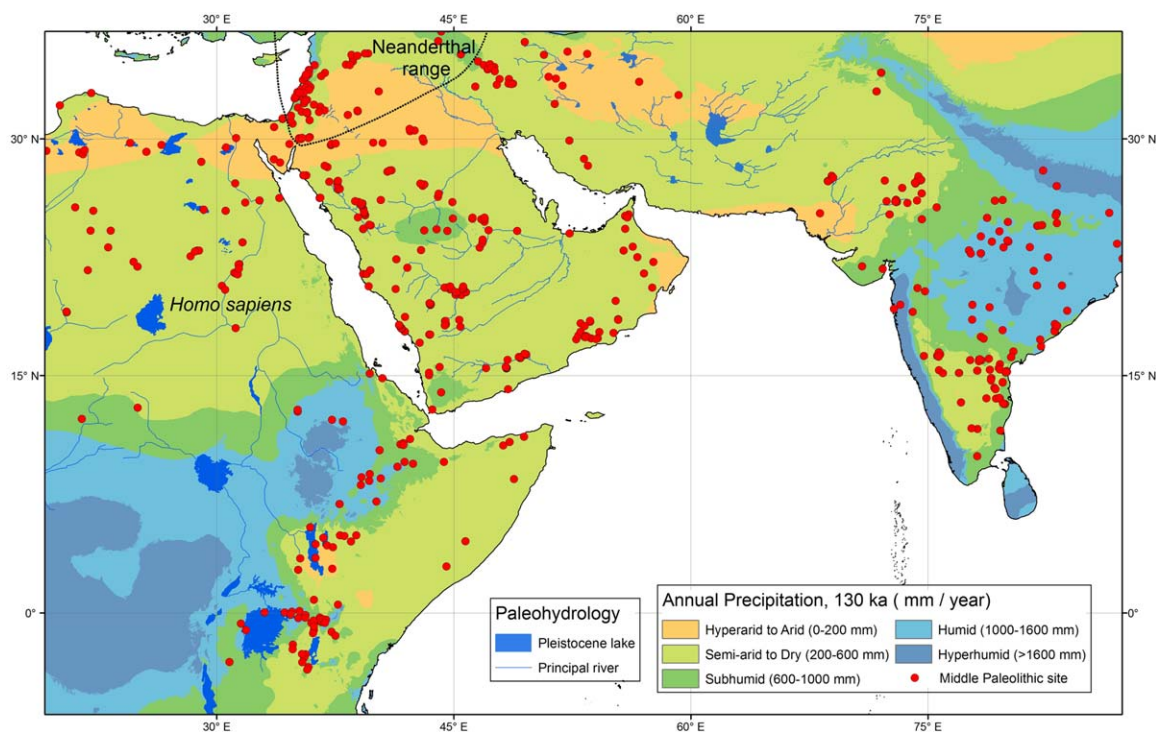 30° E
45° E
60° E
75° E
Neanderthal
range
30° N
30° N
Homo sapiens
15° N
15° N
0°
0°
Paleohydrology
Pleistocene lake
Principal river
Annual Precipitation, 130 ka ( mm / year)
Hyperarid to Arid (0-200 mm)
Humid (1000-1600 mm)
Semi-arid to Dry (200-600 mm)
Hyperhumid (>1600 mm)
Subhumid (600-1000 mm)
Middle Paleolithic site
30° E
45° E
60° E
75° E